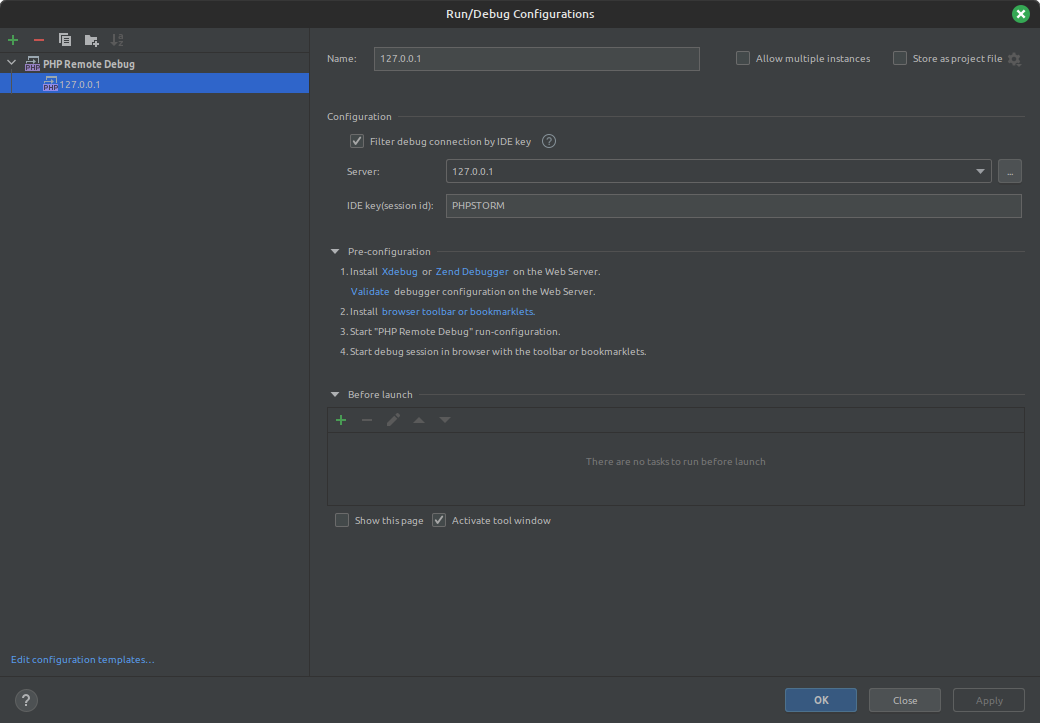 Run/Debug Configurations
PHP Remote Debug
127.0.0.1
Name: 127.0.0.1 Allow multiple instances Store as project file
Configuration
Filter debug connection by IDE key ?
Server: 127.0.0.1 ...
IDE key(session id): PHPSTORM
Pre-configuration
1. Install Xdebug or Zend Debugger on the Web Server.
Validate debugger configuration on the Web Server.
2. Install browser toolbar or bookmarklets.
3. Start "PHP Remote Debug" run-configuration.
4. Start debug session in browser with the toolbar or bookmarklets.
Before launch
There are no tasks to run before launch
Show this page Activate tool window
Edit configuration templates...
? OK Close Apply